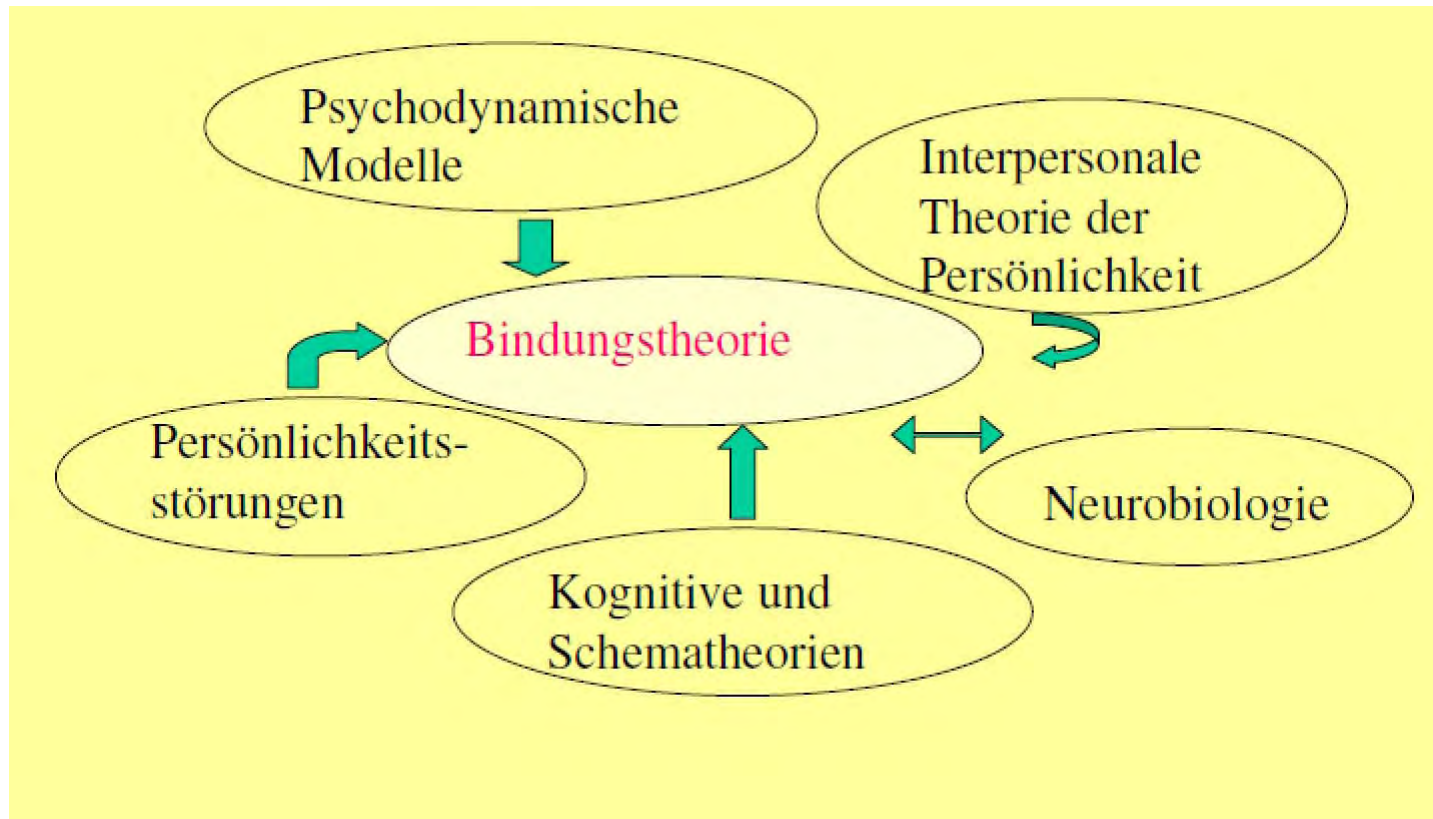 Psychodynamische
Modelle
Interpersonale
Theorie der
Persönlichkeit
Bindungstheorie
Persönlichkeits-
störungen
Neurobiologie
Kognitive und
Schematheorien